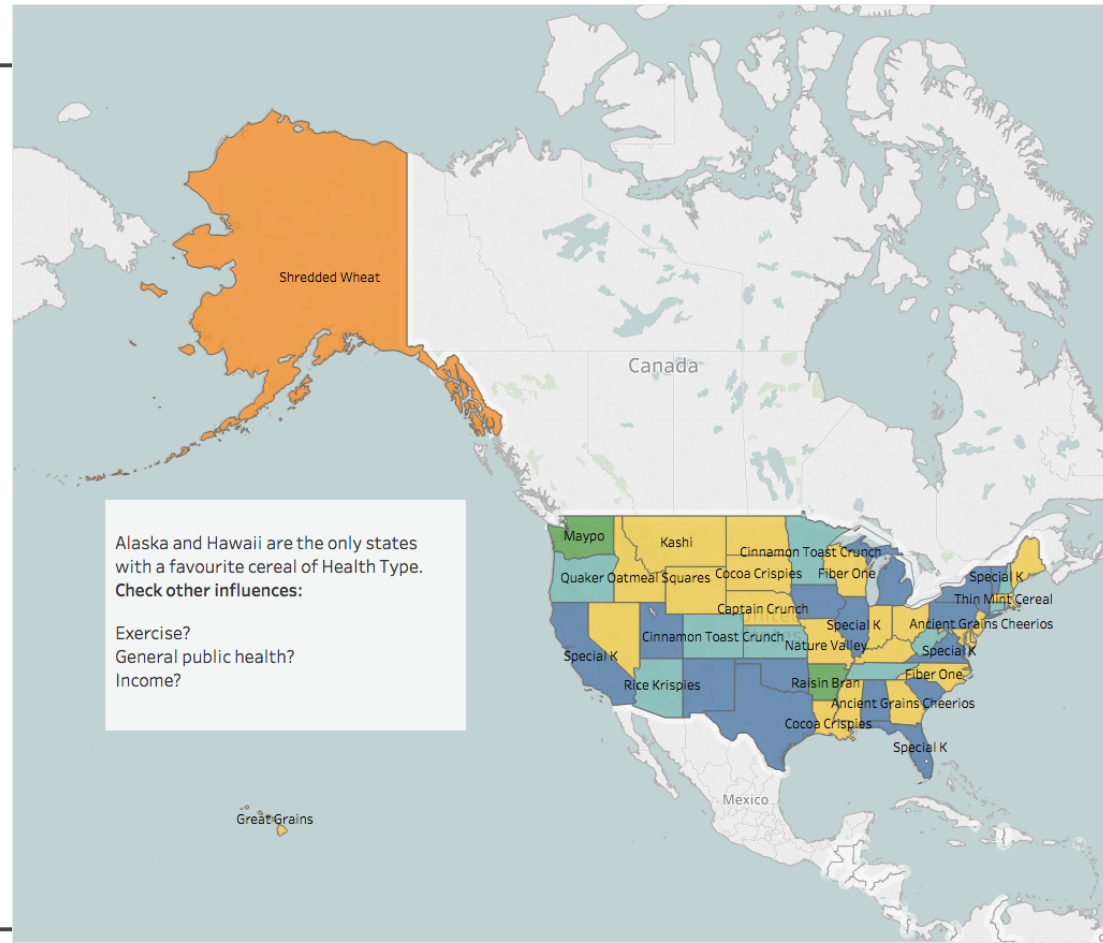 Shredded Wheat
Canada
Alaska and Hawaii are the only states
with a favourite cereal of Health Type.
Check other influences:
Exercise?
General public health?
Income?
Maypo
Kashi
Cinnamon Toast Crunch
Quaker Oatmeal Squares
Cocoa Crispies
Fiber One
Special K
Thin Mint Cereal
Captain Crunch
United
Special K
Ancient Grains Cheerios
Special K
Cinnamon Toast Crunch
Nature Valley
Special K
Rice Krispies
Raisin Bran
Fiber One
Ancient Grains Cheerios
Cocoa Crispies
Special K
Mexico
Great Grains